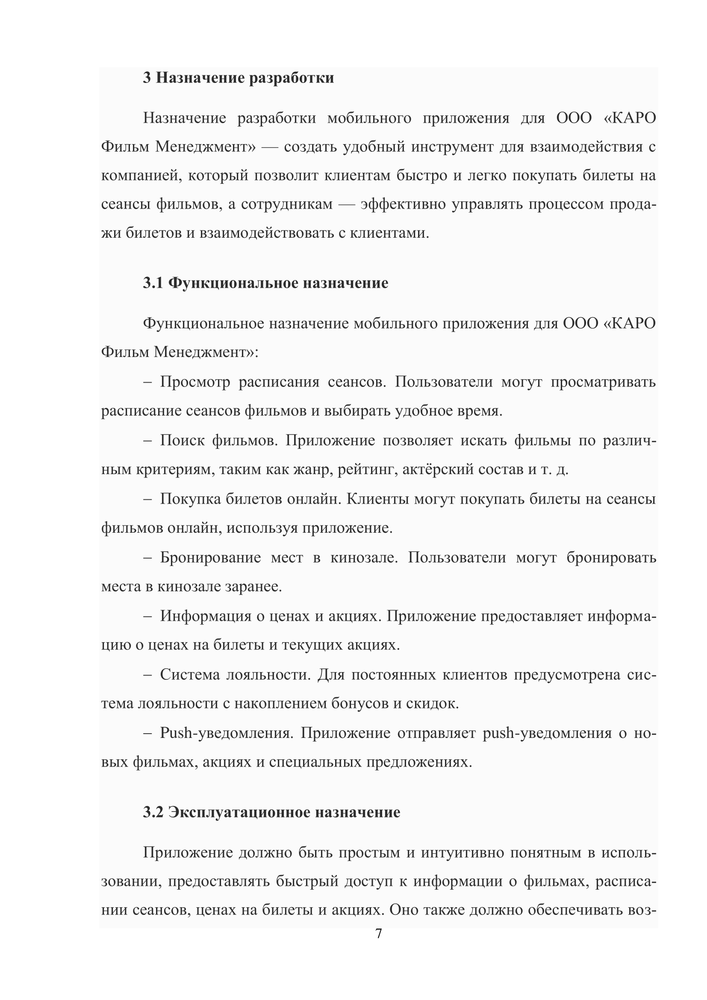 3 Назначение разработки
Назначение разработки мобильного приложения для ООО «КАРО
Фильм Менеджмент» — создать удобный инструмент для взаимодействия с
компанией, который позволит клиентам быстро и легко покупать билеты на
сеансы фильмов, а сотрудникам — эффективно управлять процессом прода-
жи билетов и взаимодействовать с клиентами.
3.1 Функциональное назначение
Функциональное назначение мобильного приложения для ООО «КАРО
Фильм Менеджмент»:
– Просмотр расписания сеансов. Пользователи могут просматривать
расписание сеансов фильмов и выбирать удобное время.
– Поиск фильмов. Приложение позволяет искать фильмы по различ-
ным критериям, таким как жанр, рейтинг, актёрский состав и т. д.
– Покупка билетов онлайн. Клиенты могут покупать билеты на сеансы
фильмов онлайн, используя приложение.
– Бронирование мест в кинозале. Пользователи могут бронировать
места в кинозале заранее.
– Информация о ценах и акциях. Приложение предоставляет информа-
цию о ценах на билеты и текущих акциях.
– Система лояльности. Для постоянных клиентов предусмотрена сис-
тема лояльности с накоплением бонусов и скидок.
– Push-уведомления. Приложение отправляет push-уведомления о но-
вых фильмах, акциях и специальных предложениях.
3.2 Эксплуатационное назначение
Приложение должно быть простым и интуитивно понятным в исполь-
зовании, предоставлять быстрый доступ к информации о фильмах, расписа-
нии сеансов, ценах на билеты и акциях. Оно также должно обеспечивать воз-
7